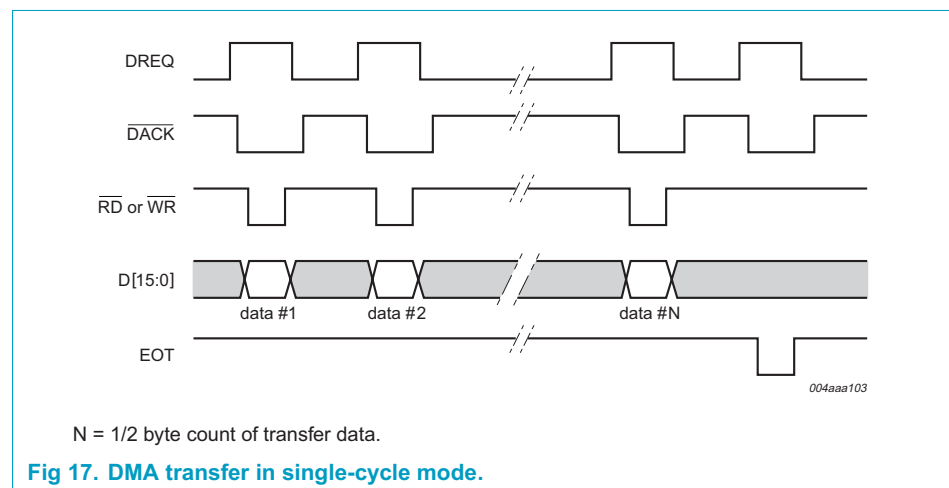 DREQ
DACK
RD or WR
D[15:0]
data #1 data #2 data #N
EOT
004aaa103
N = 1/2 byte count of transfer data.
Fig 17. DMA transfer in single-cycle mode.